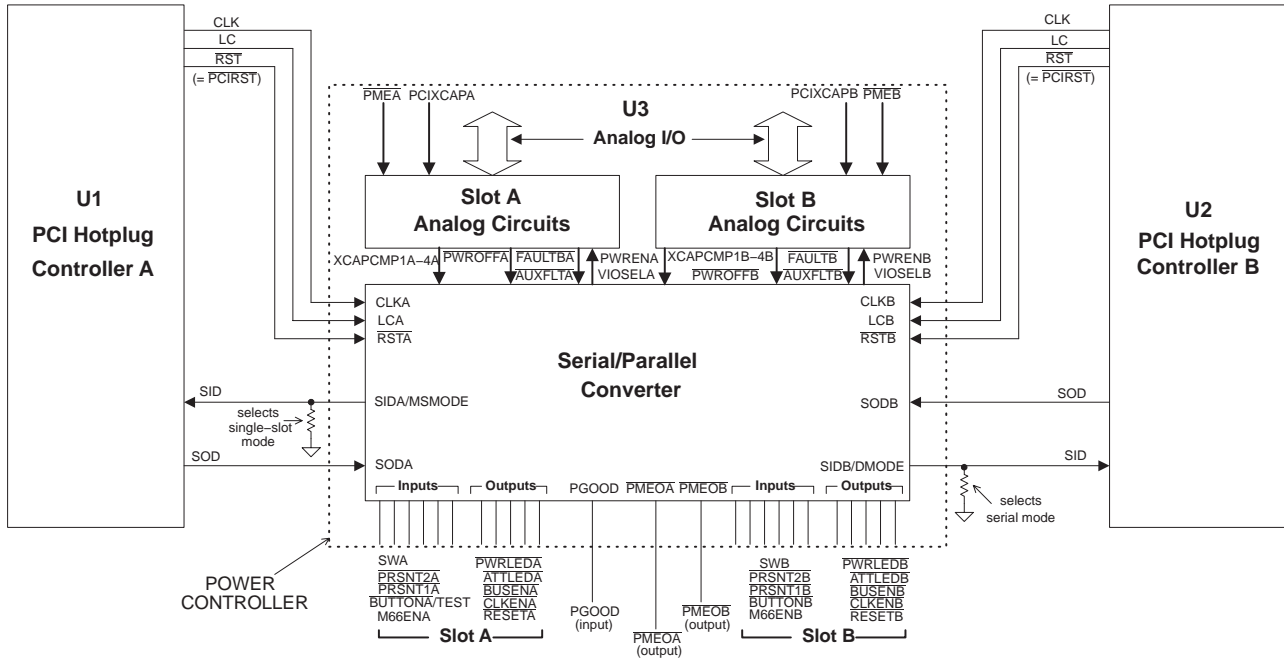 CLK
LC
RST
(= PCIRST)
U1
PCI Hotplug
Controller A
SID
selects
single–slot
mode
SOD
PMEA PCIXCAPA
U3
Analog I/O
PCIXCAPB PMEB
Slot A
Analog Circuits
Slot B
Analog Circuits
XCAPCMP1A–4A
PWROFFA FAULTBA
AUXFLTA
PWRENA
VIOSELA
XCAPCMP1B–4B
PWROFFB
FAULTB
AUXFLTB
PWRENB
VIOSELB
CLKA
LCA
RSTA
CLKB
LCB
RSTB
Serial/Parallel
Converter
SIDA/MSMODE
SODB
SODA
SIDB/DMODE
Inputs
Outputs
PGOOD PMEOA PMEOB
Inputs
Outputs
CLK
LC
RST
(= PCIRST)
U2
PCI Hotplug
Controller B
SOD
SID
selects
serial mode
POWER
CONTROLLER
SWA
PRSNT2A
PRSNT1A
BUTTONA/TEST
M66ENA
PWRLEDA
ATTLEDA
BUSENA
CLKENA
RESETA
Slot A
PGOOD
(input)
PMEOA
(output)
PMEOB
(output)
SWB
PRSNT2B
PRSNT1B
BUTTONB
M66ENB
PWRLEDB
ATTLEDB
BUSENB
CLKENB
RESETB
Slot B